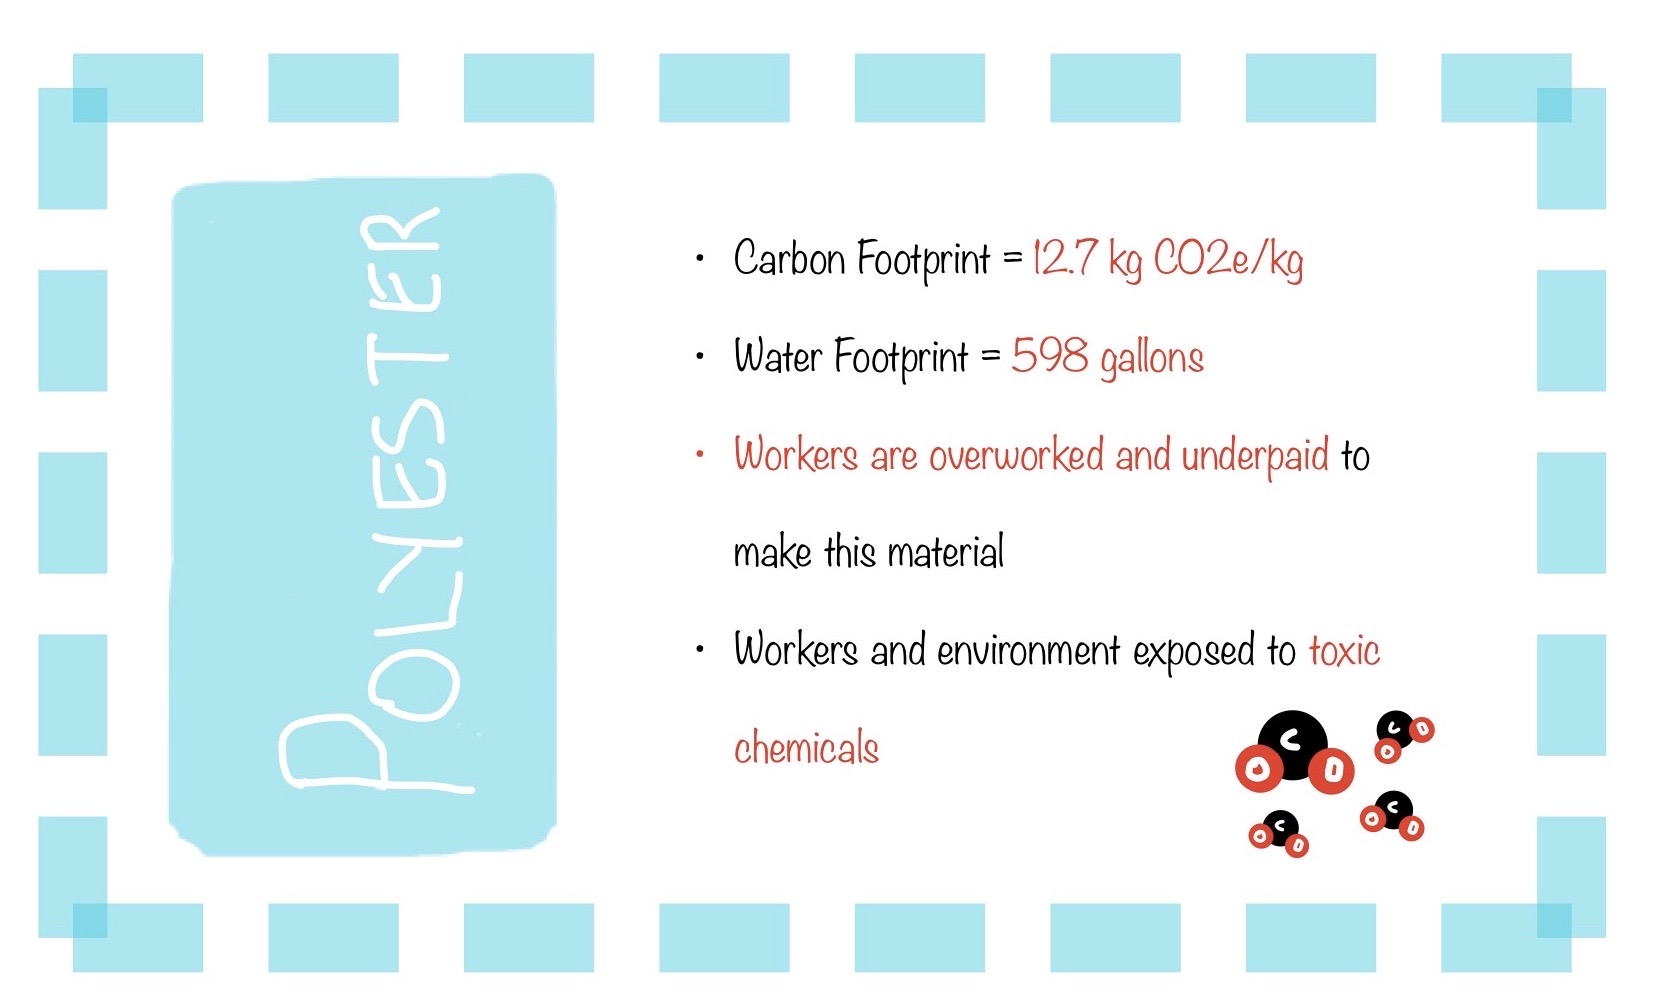 POLYESTER
• Carbon Footprint = 12.7 kg CO2e/kg
• Water Footprint = 598 gallons
• Workers are overworked and underpaid to
make this material
• Workers and environment exposed to toxic
chemicals
C
O O
C O
O
C
O O
C
O O